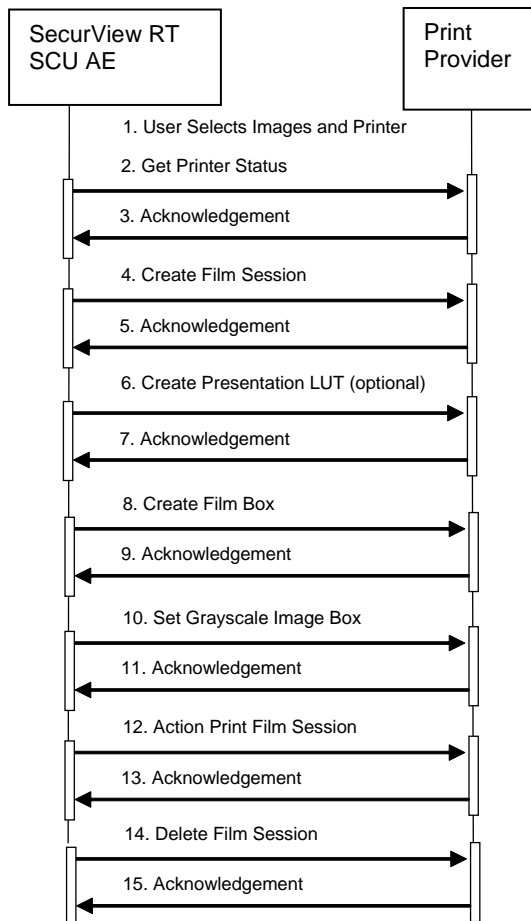 SecurView RT
SCU AE
Print
Provider
1. User Selects Images and Printer
2. Get Printer Status
3. Acknowledgement
4. Create Film Session
5. Acknowledgement
6. Create Presentation LUT (optional)
7. Acknowledgement
8. Create Film Box
9. Acknowledgement
10. Set Grayscale Image Box
11. Acknowledgement
12. Action Print Film Session
13. Acknowledgement
14. Delete Film Session
15. Acknowledgement